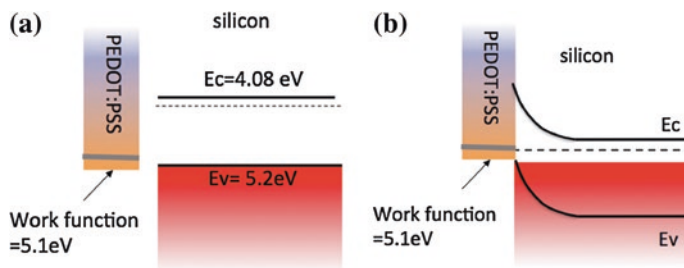 (a)
silicon
PEDOT:PSS
Ec=4.08 eV
Ev= 5.2eV
Work function
=5.1eV
(b)
PEDOT:PSS
silicon
Ec
Work function
=5.1eV
Ev